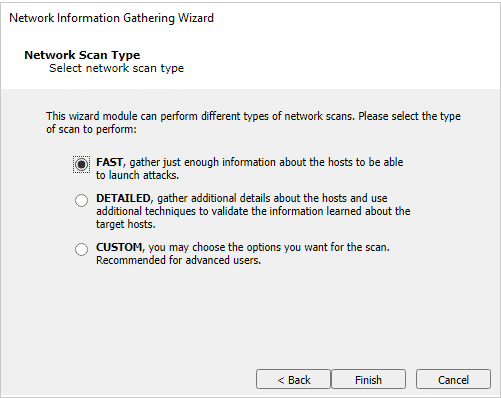 Network Information Gathering Wizard
Network Scan Type
Select network scan type
This wizard module can perform different types of network scans. Please select the type
of scan to perform:
FAST, gather just enough information about the hosts to be able
to launch attacks.
DETAILED, gather additional details about the hosts and use
additional techniques to validate the information learned about the
target hosts.
CUSTOM, you may choose the options you want for the scan.
Recommended for advanced users.
< Back Finish Cancel